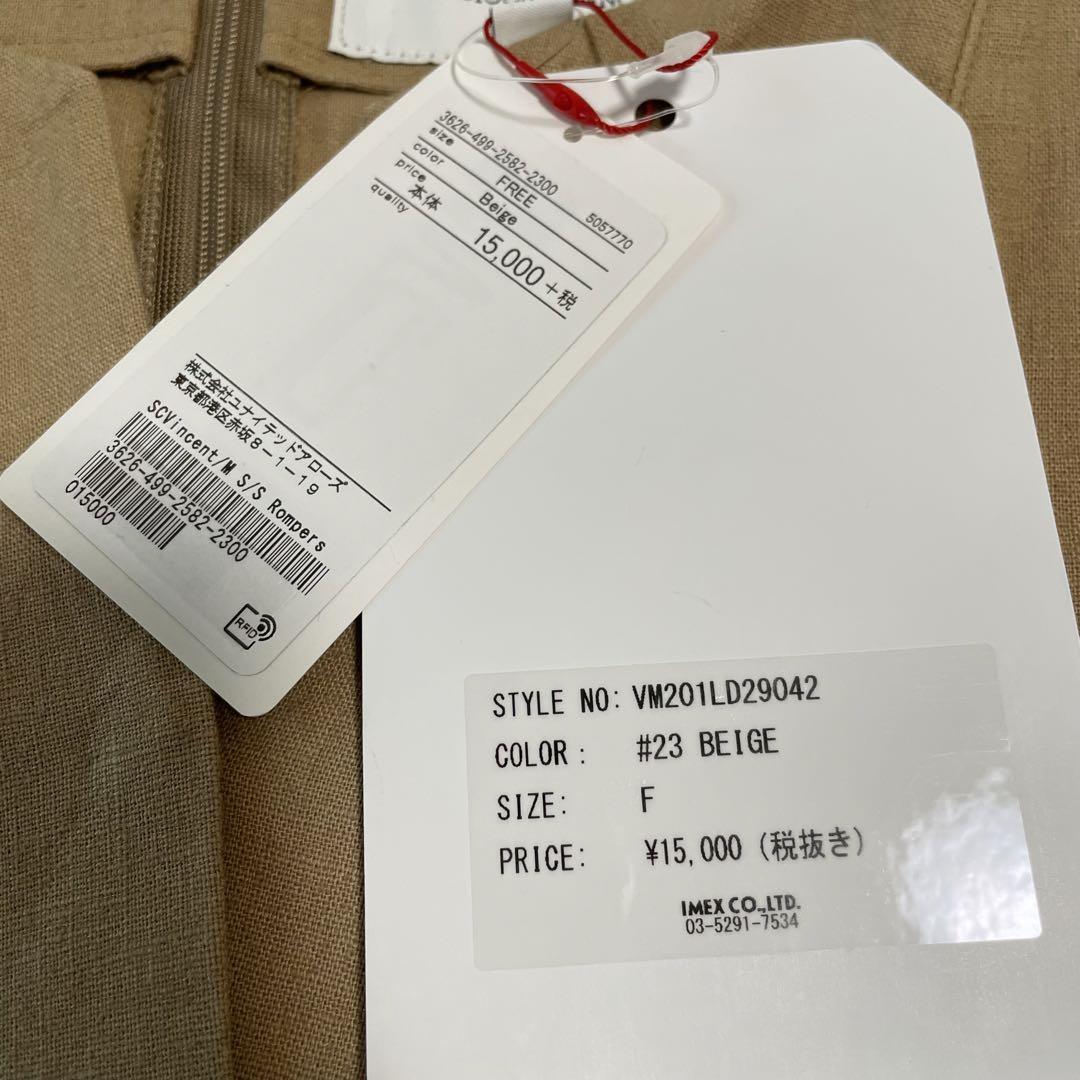 3626-499-2582-2300
size FREE 5057770
color Beige
price 本体 15,000+税
quality
株式会社ユナイテッドアローズ
東京都港区赤坂8-1-19
SCVincent/M S/S Rompers
3626-499-2582-2300
015000
RFID
STYLE NO: VM201LD29042
COLOR: #23 BEIGE
SIZE: F
PRICE: ¥15,000 (税抜き)
IMEX CO.,LTD.
03-5291-7534